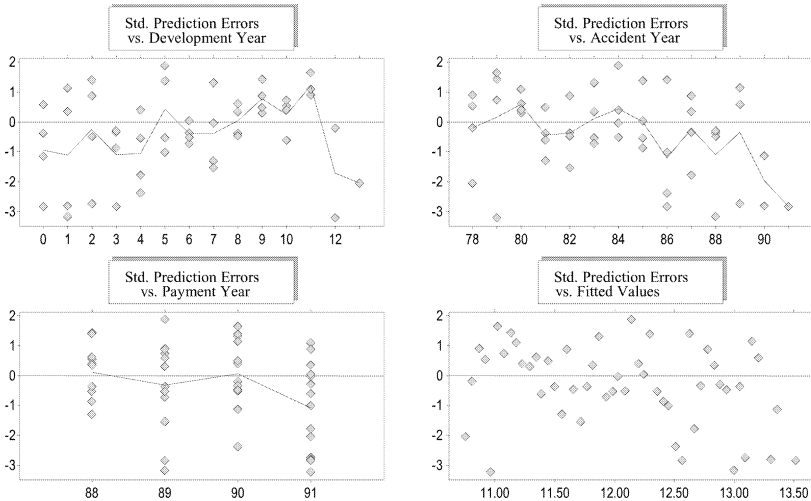 Std. Prediction Errors
vs. Development Year
2
1
0
-1
-2
-3
0 1 2 3 4 5 6 7 8 9 10 12
Std. Prediction Errors
vs. Accident Year
2
1
0
-1
-2
-3
78 80 82 84 86 88 90
Std. Prediction Errors
vs. Payment Year
2
1
0
-1
-2
-3
88 89 90 91
Std. Prediction Errors
vs. Fitted Values
2
1
0
-1
-2
-3
11.00 11.50 12.00 12.50 13.00 13.50